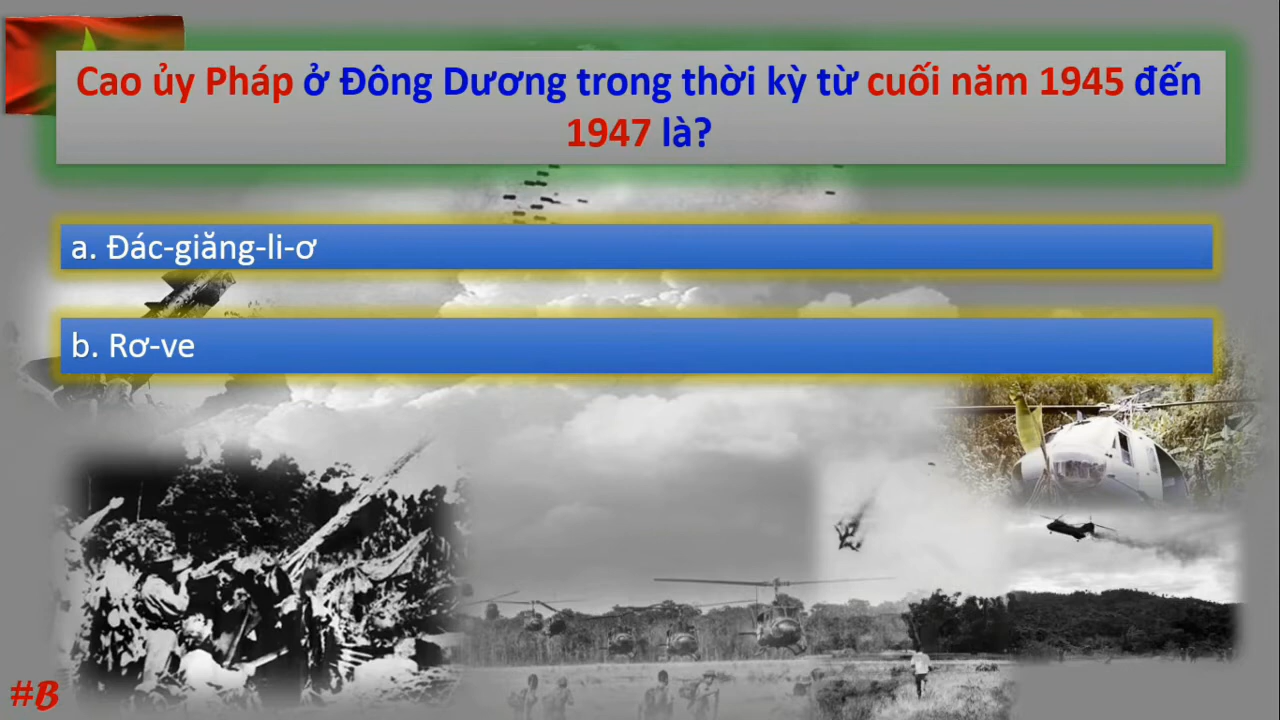 Cao ủy Pháp ở Đông Dương trong thời kỳ từ cuối năm 1945 đến
1947 là?
a. Đác-giăng-li-ơ
b. Rơ-ve
#B